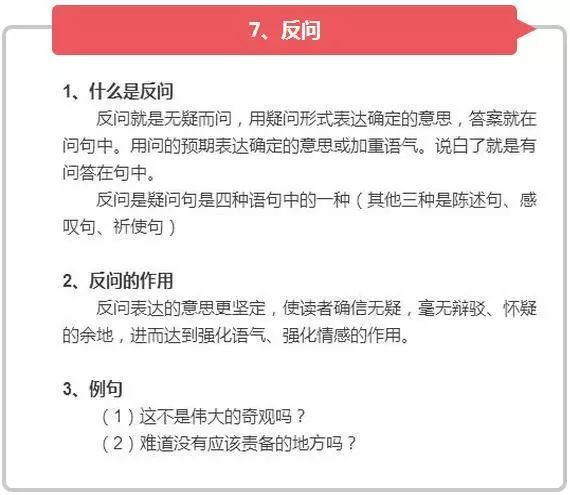 7、反问
1、什么是反问
反问就是无疑而问，用疑问形式表达确定的意思，答案就在
问句中。用问的预期表达确定的意思或加重语气。说白了就是有
问答在句中。
反问是疑问句是四种语句中的一种（其他三种是陈述句、感
叹句、祈使句）
2、反问的作用
反问表达的意思更坚定，使读者确信无疑，毫无辩驳、怀疑
的余地，进而达到强化语气、强化情感的作用。
3、例句
（1）这不是伟大的奇观吗？
（2）难道没有应该责备的地方吗？